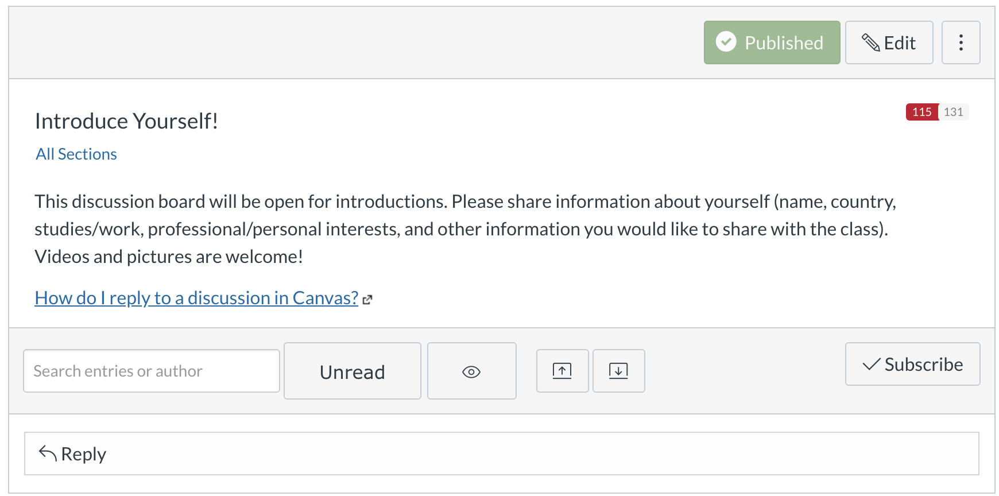 Published Edit
Introduce Yourself!
115 131
All Sections
This discussion board will be open for introductions. Please share information about yourself (name, country,
studies/work, professional/personal interests, and other information you would like to share with the class).
Videos and pictures are welcome!
How do I reply to a discussion in Canvas?
Search entries or author Unread Subscribe
Reply